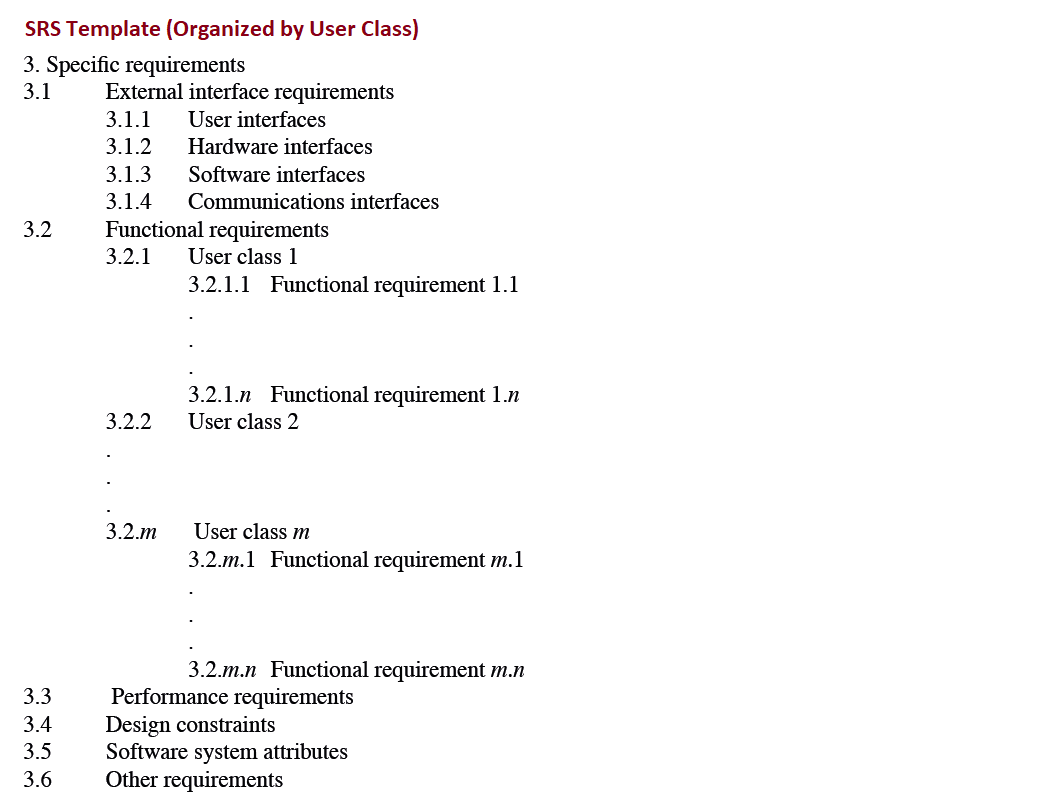 SRS Template (Organized by User Class)
3. Specific requirements
3.1 External interface requirements
3.1.1 User interfaces
3.1.2 Hardware interfaces
3.1.3 Software interfaces
3.1.4 Communications interfaces
3.2 Functional requirements
3.2.1 User class 1
3.2.1.1 Functional requirement 1.1
.
.
.
3.2.1.n Functional requirement 1.n
3.2.2 User class 2
.
.
.
3.2.m User class m
3.2.m.1 Functional requirement m.1
.
.
.
3.2.m.n Functional requirement m.n
3.3 Performance requirements
3.4 Design constraints
3.5 Software system attributes
3.6 Other requirements